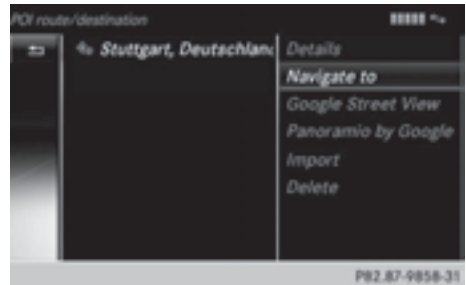 POI route/destination
Stuttgart, Deutschlan
Details
Navigate to
Google Street View
Panoramio by Google
Import
Delete
P82.87-9858-31